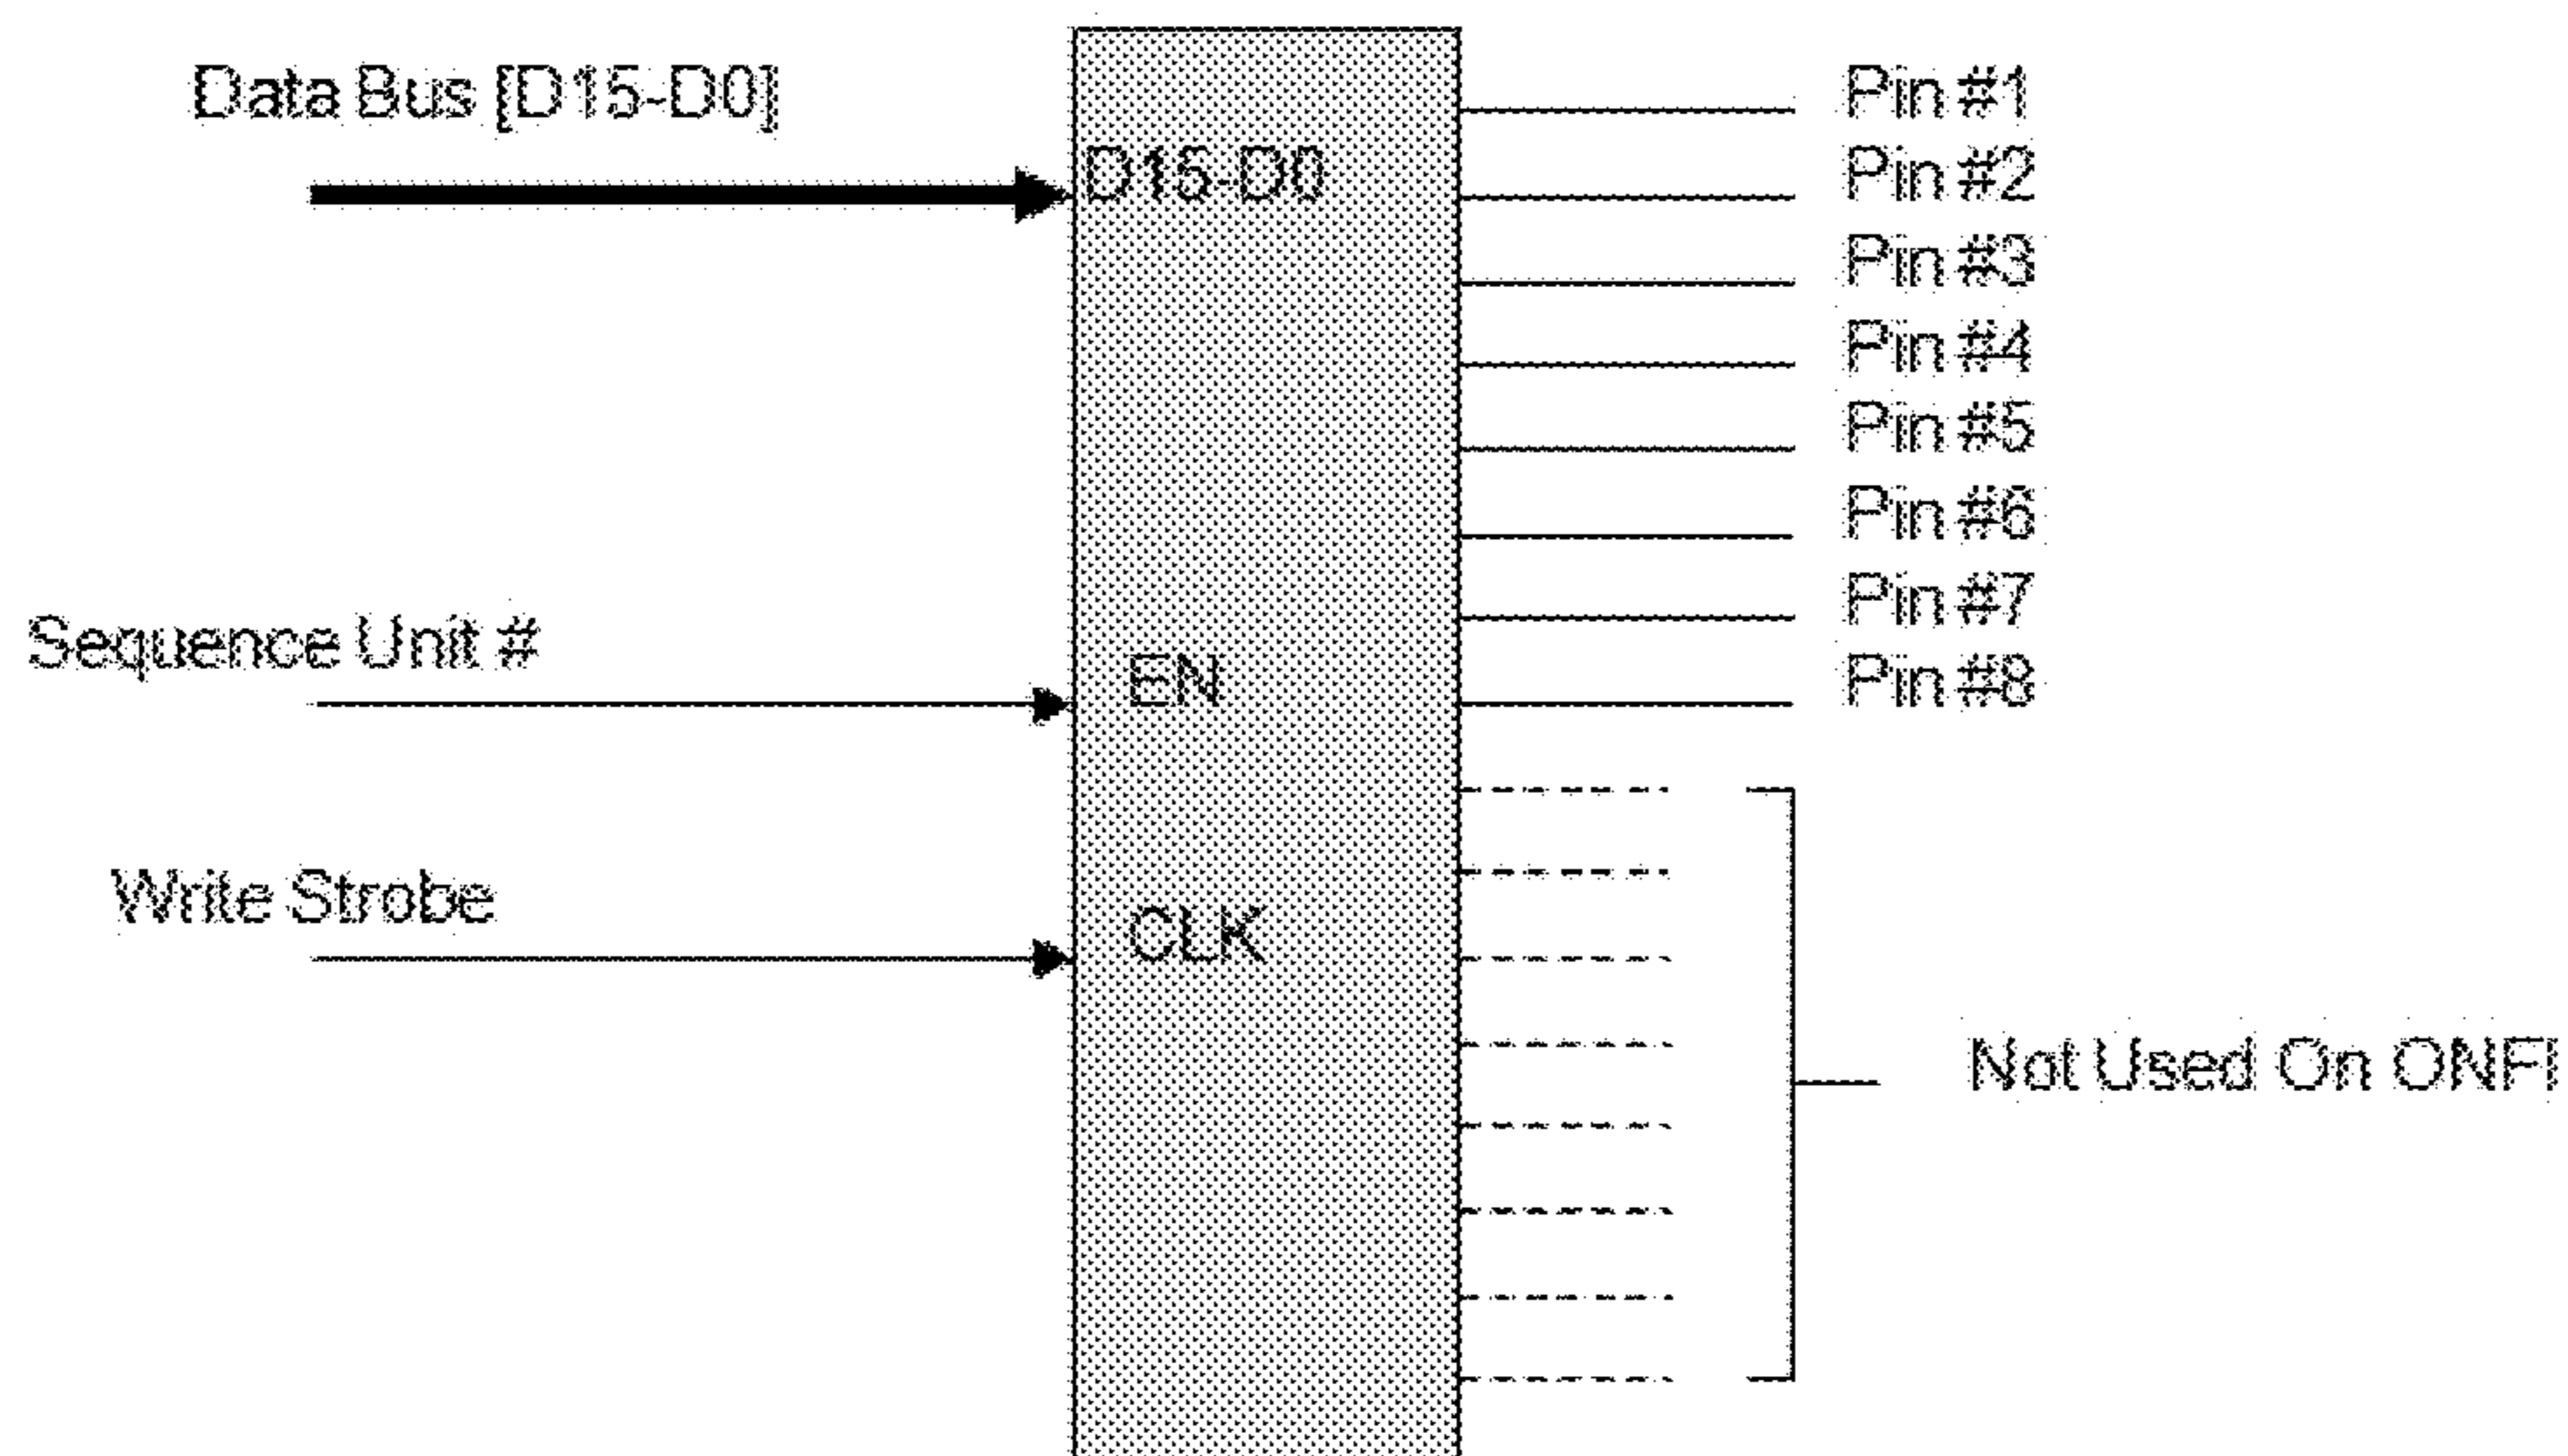 Data Bus [D15-D0]
D15-D0
Sequence Unit #
EN
Write Strobe
CLK
Pin #1
Pin #2
Pin #3
Pin #4
Pin #5
Pin #6
Pin #7
Pin #8
Not Used On ONFI